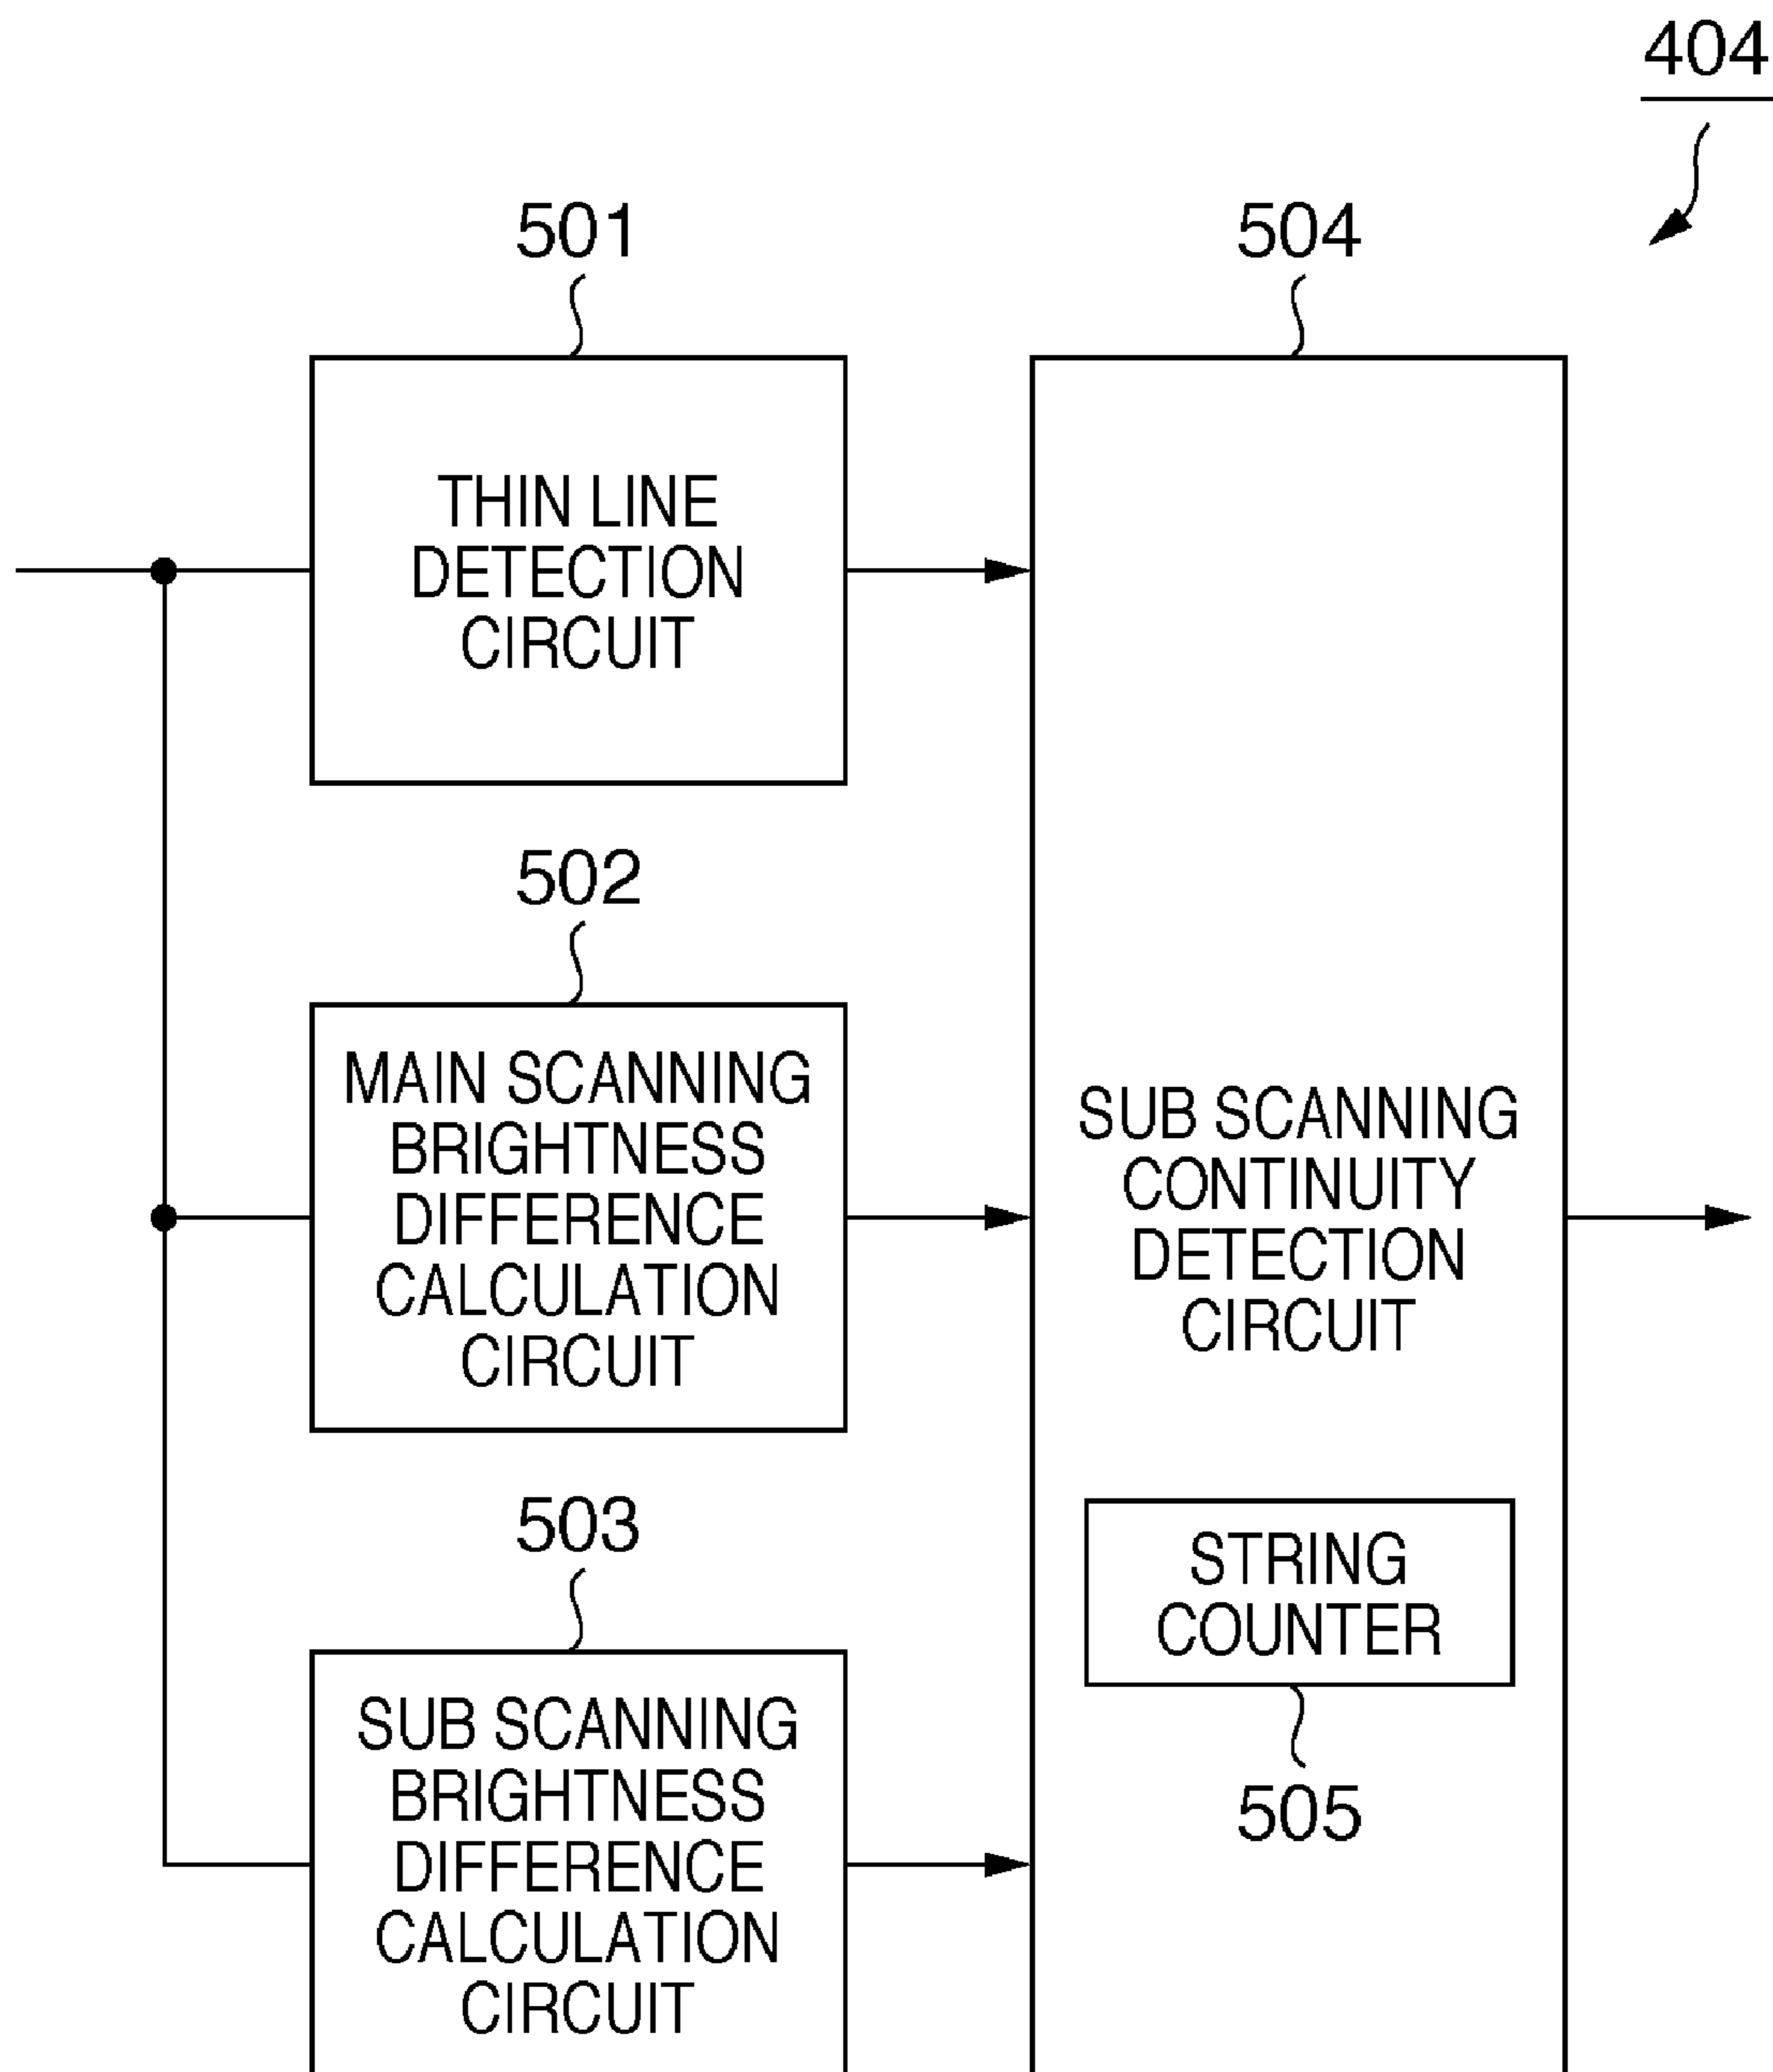 404
501
THIN LINE
DETECTION
CIRCUIT
502
MAIN SCANNING
BRIGHTNESS
DIFFERENCE
CALCULATION
CIRCUIT
503
SUB SCANNING
BRIGHTNESS
DIFFERENCE
CALCULATION
CIRCUIT
504
SUB SCANNING
CONTINUITY
DETECTION
CIRCUIT
STRING
COUNTER
505